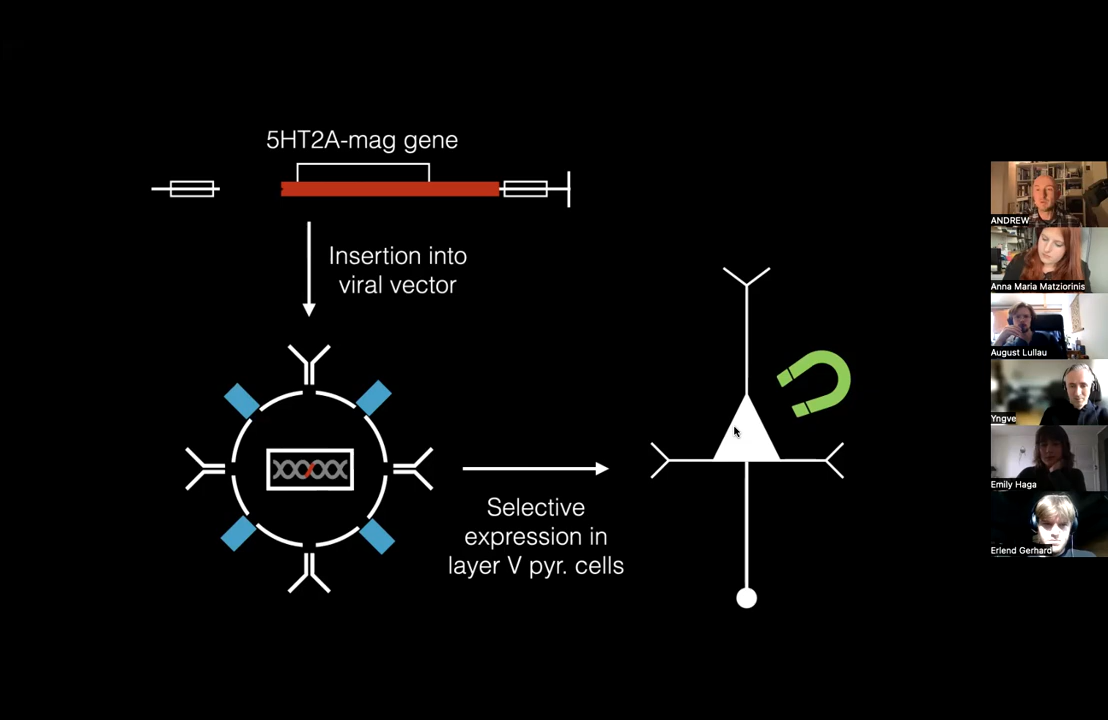 5HT2A-mag gene
Insertion into
viral vector
Selective
expression in
layer V pyr. cells
ANDREW
Anna Maria Matziorinis
August Lullau
Yngve
Emily Haga
Erlend Gerhard